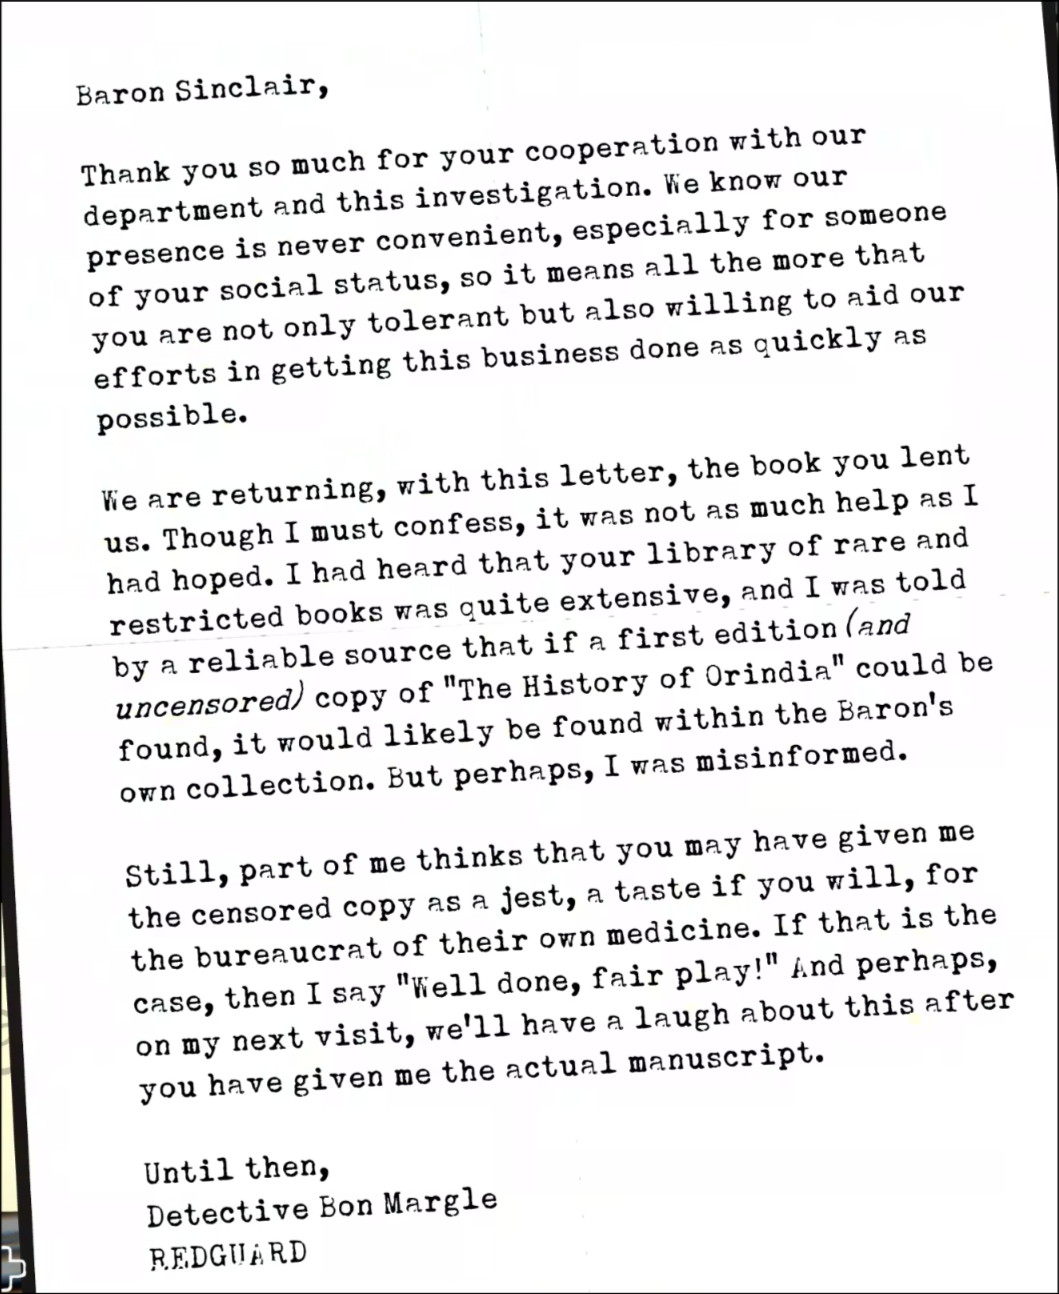 Baron Sinclair,
Thank you so much for your cooperation with our
department and this investigation. We know our
presence is never convenient, especially for someone
of your social status, so it means all the more that
you are not only tolerant but also willing to aid our
efforts in getting this business done as quickly as
possible.
We are returning, with this letter, the book you lent
us. Though I must confess, it was not as much help as I
had hoped. I had heard that your library of rare and
restricted books was quite extensive, and I was told
by a reliable source that if a first edition (and
uncensored) copy of "The History of Orindia" could be
found, it would likely be found within the Baron's
own collection. But perhaps, I was misinformed.
Still, part of me thinks that you may have given me
the censored copy as a jest, a taste if you will, for
the bureaucrat of their own medicine. If that is the
case, then I say "Well done, fair play!" And perhaps,
on my next visit, we'll have a laugh about this after
you have given me the actual manuscript.
Until then,
Detective Bon Margle
REDGUARD